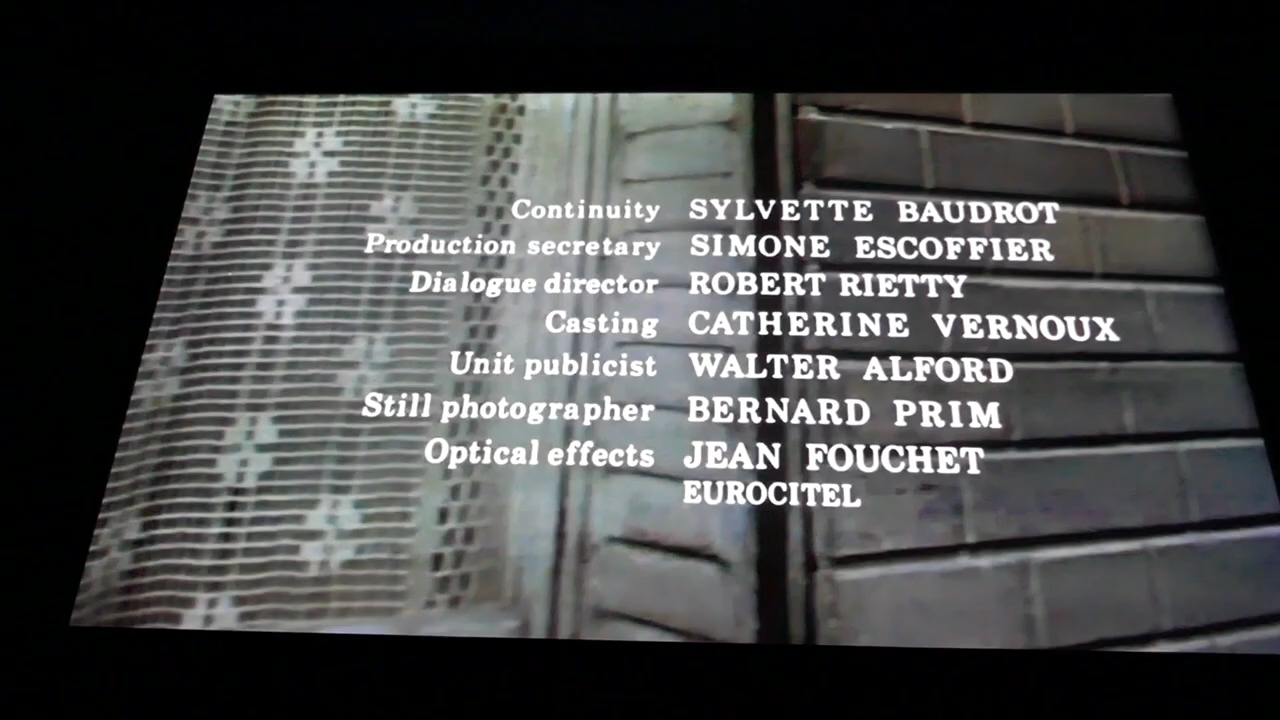 Continuity SYLVETTE BAUDROT
Production secretary SIMONE ESCOFFIER
Dialogue director ROBERT RIETTY
Casting CATHERINE VERNOUX
Unit publicist WALTER ALFORD
Still photographer BERNARD PRIM
Optical effects JEAN FOUCHET
EUROCITEL